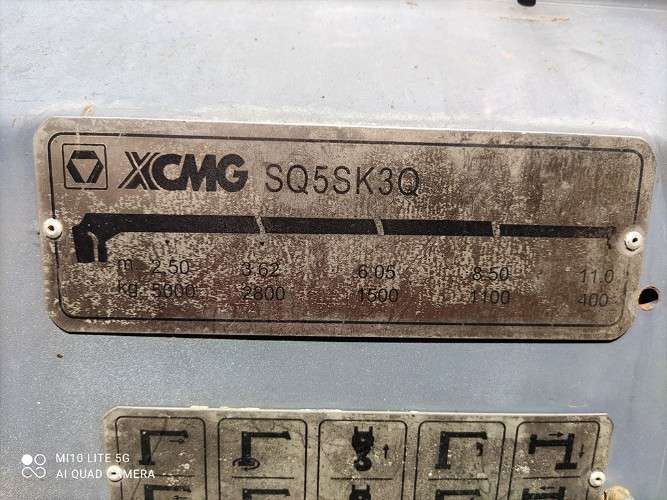 XCMG SQ5SK3Q
m 2.50 3.62 6.05 8.50 11.0
kg 5000 2800 1500 1100 400
MI10 LITE 5G
AI QUAD CAMERA